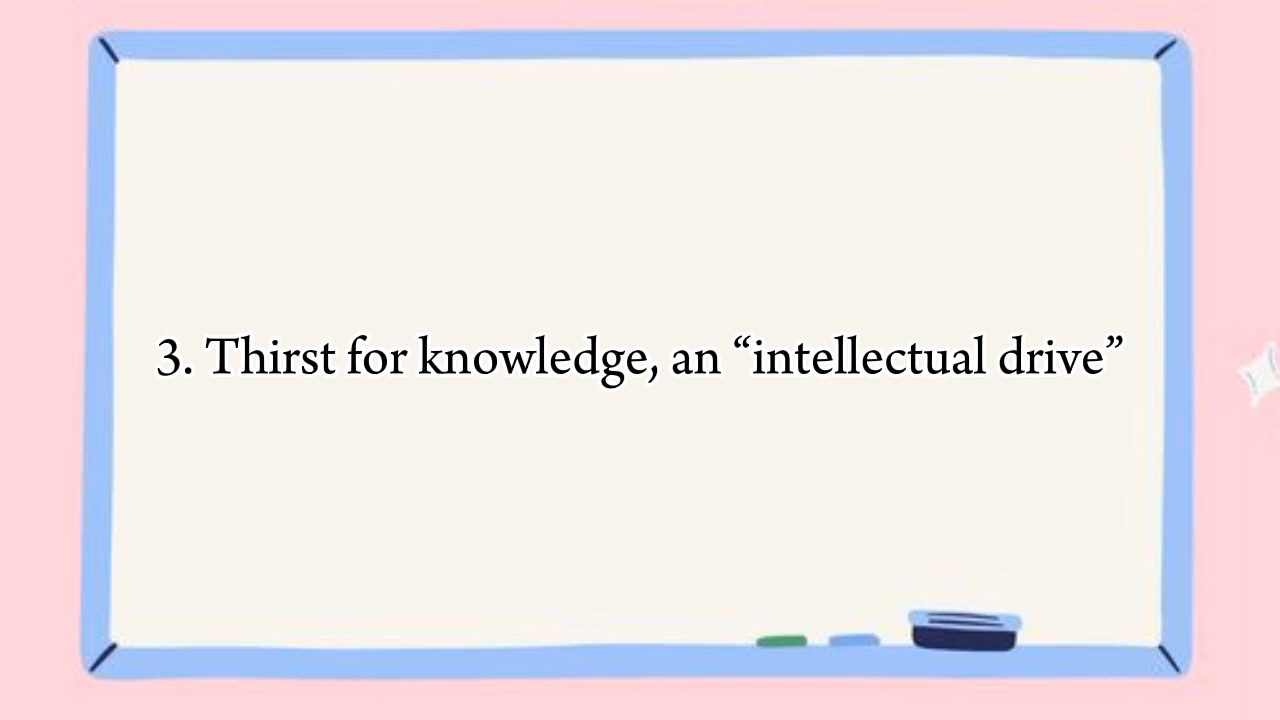 3. Thirst for knowledge, an “intellectual drive”